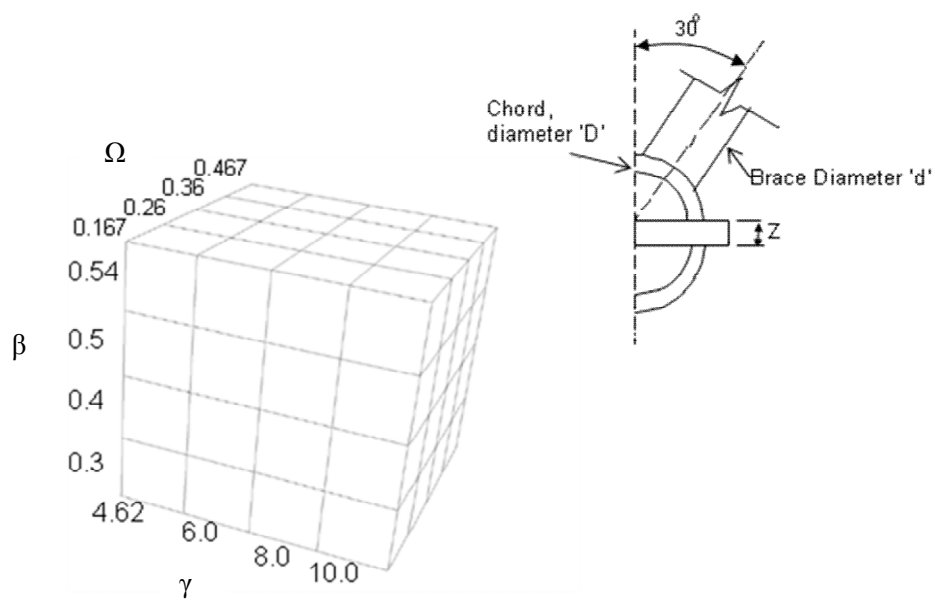 30°
Chord,
diameter 'D'
Brace Diameter 'd'
Z
Ω
0.467
0.36
0.26
0.167
0.54
β
0.5
0.4
0.3
4.62
6.0
8.0
10.0
γ